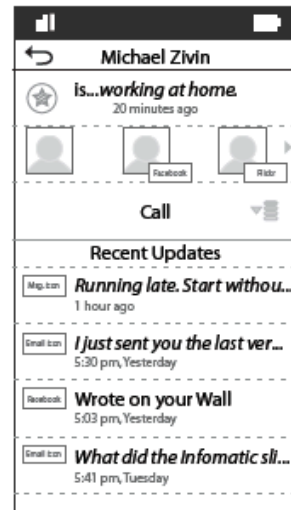 Michael Zivin
is...working at home.
20 minutes ago
Facebook
Flickr
Call
Recent Updates
Msg. Icon
Running late. Start withou...
1 hour ago
Email Icon
I just sent you the last ver...
5:30 pm, Yesterday
Facebook
Wrote on your Wall
5:03 pm, Yesterday
Email Icon
What did the Infomatic sli...
5:41 pm, Tuesday